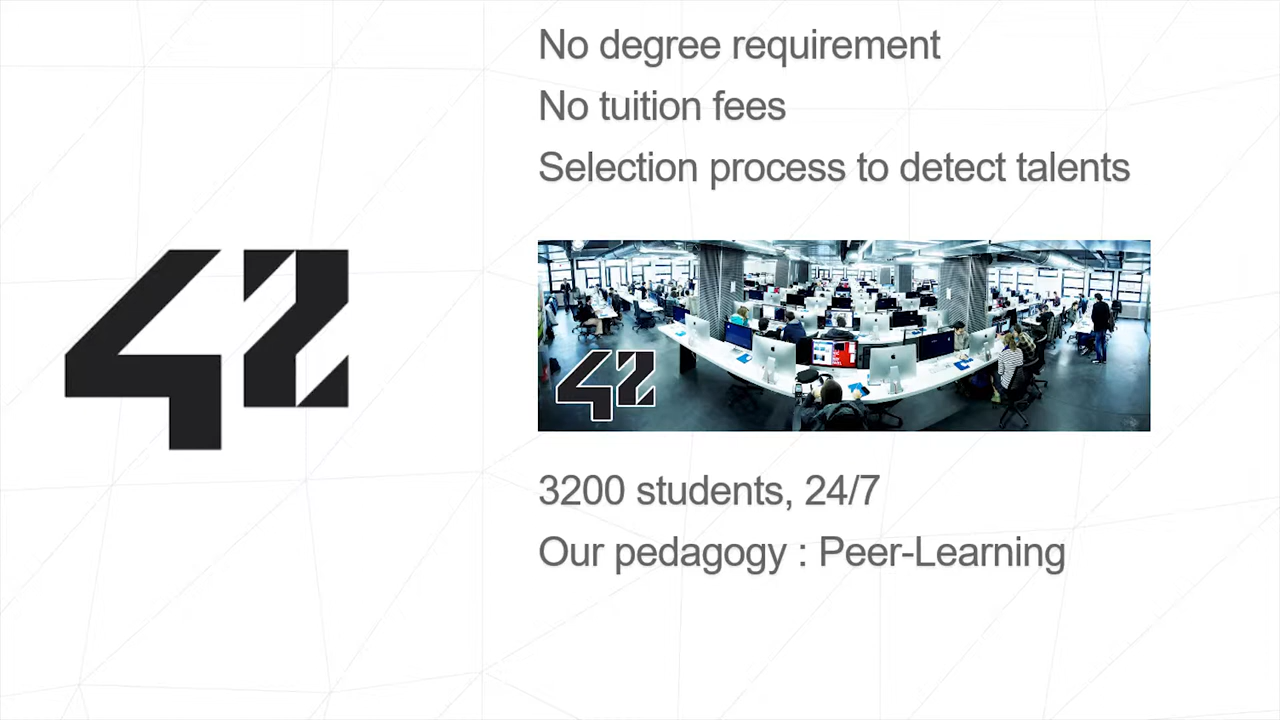 No degree requirement
No tuition fees
Selection process to detect talents
42
42
3200 students, 24/7
Our pedagogy : Peer-Learning